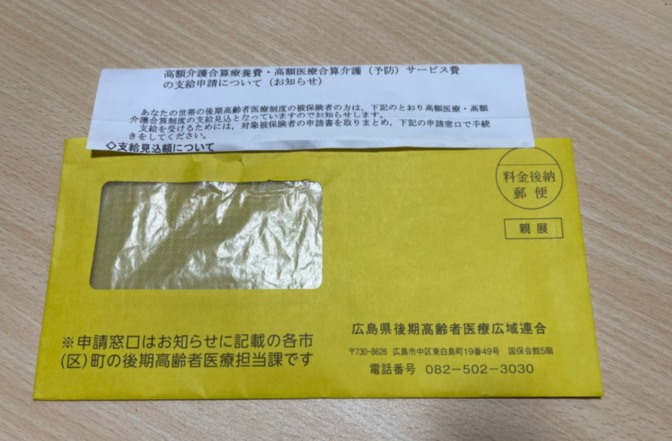 高額介護合算療養費・高額医療合算介護（予防）サービス費
の支給申請について（お知らせ）
あなたの世帯の後期高齢者医療制度の被保険者の方は、下記のとおり高額医療・高額
介護合算制度の支給見込となっていますのでお知らせします。
支給を受けるためには、対象被保険者の申請書を取りまとめ、下記の申請窓口で手続
きをしてください。
◇支給見込額について
料金後納
郵便
親展
※申請窓口はお知らせに記載の各市
(区)町の後期高齢者医療担当課です
広島県後期高齢者医療広域連合
〒730-8626 広島市中区東白島町19番49号 国保会館5階
電話番号 082-502-3030